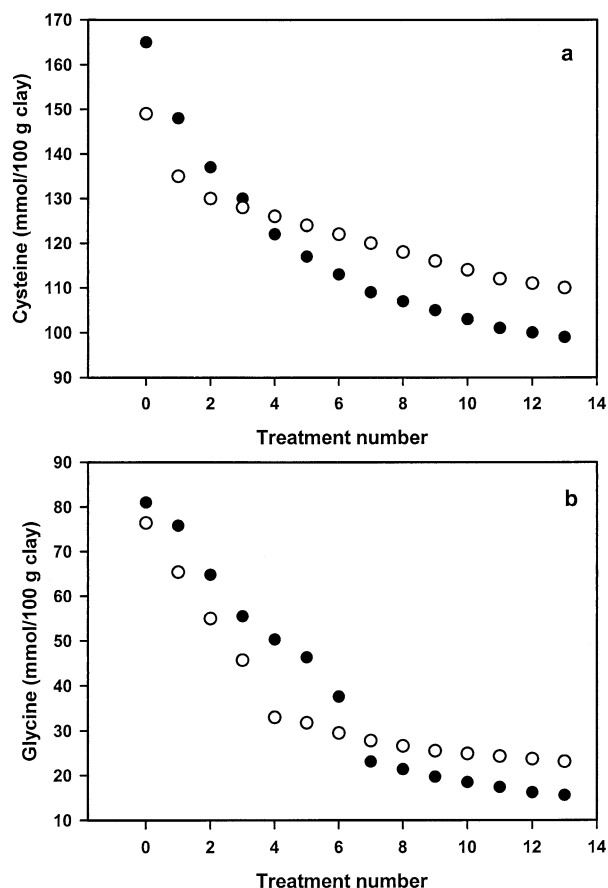 170
a
160
150
140
130
120
110
100
90
Cysteine (mmol/100 g clay)
0 2 4 6 8 10 12 14
Treatment number
90
b
80
70
60
50
40
30
20
10
Glycine (mmol/100 g clay)
0 2 4 6 8 10 12 14
Treatment number